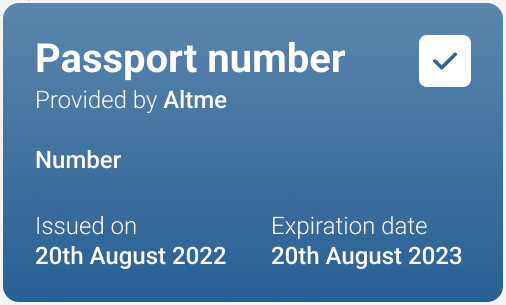 Passport number
Provided by Altme
Number
Issued on
Expiration date
20th August 2022
20th August 2023